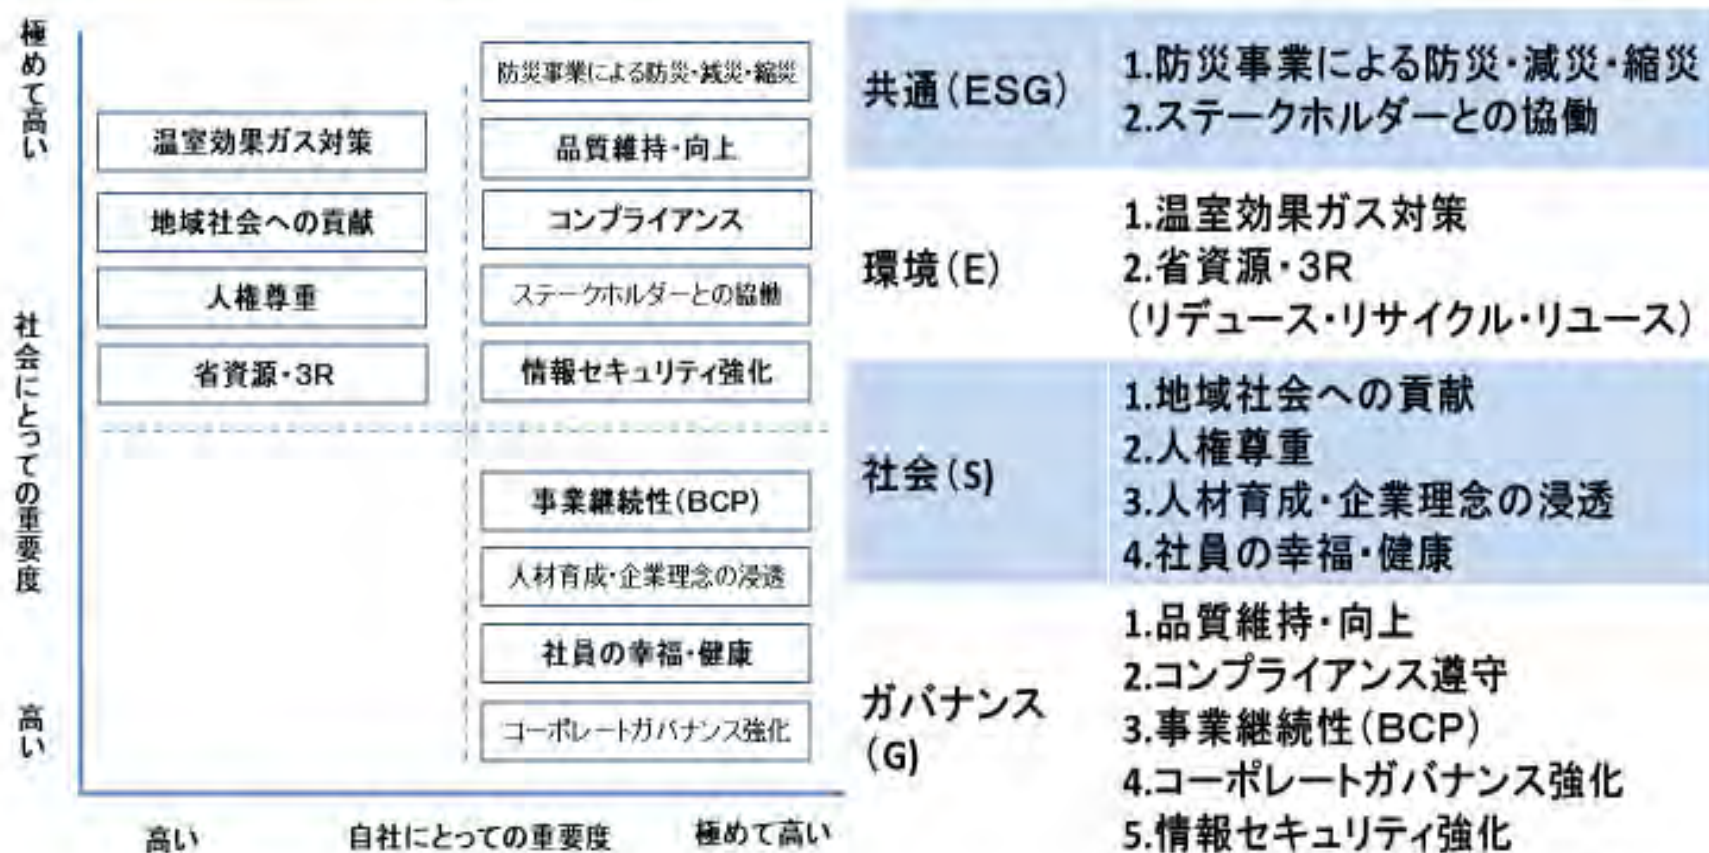 極めて高い
社会にとっての重要度
高い
防災事業による防災・減災・縮災
温室効果ガス対策
品質維持・向上
地域社会への貢献
コンプライアンス
人権尊重
ステークホルダーとの協働
省資源・3R
情報セキュリティ強化
事業継続性(BCP)
人材育成・企業理念の浸透
社員の幸福・健康
コーポレートガバナンス強化
高い
自社にとっての重要度
極めて高い
共通(ESG)
1.防災事業による防災・減災・縮災
2.ステークホルダーとの協働
環境(E)
1.温室効果ガス対策
2.省資源・3R
(リデュース・リサイクル・リユース)
社会(S)
1.地域社会への貢献
2.人権尊重
3.人材育成・企業理念の浸透
4.社員の幸福・健康
ガバナンス
(G)
1.品質維持・向上
2.コンプライアンス遵守
3.事業継続性(BCP)
4.コーポレートガバナンス強化
5.情報セキュリティ強化